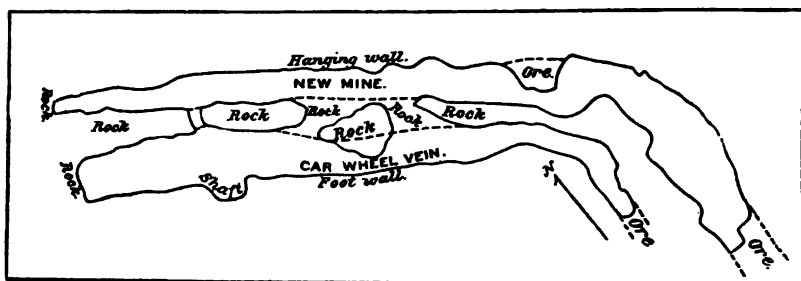 Hanging wall.
Ore.
NEW MINE.
Rock
Rock
Rock
Rock
Rock
Rock
Rock
Rock
CAR WHEEL VEIN.
Foot wall.
Shaft
N
Ore
Ore.